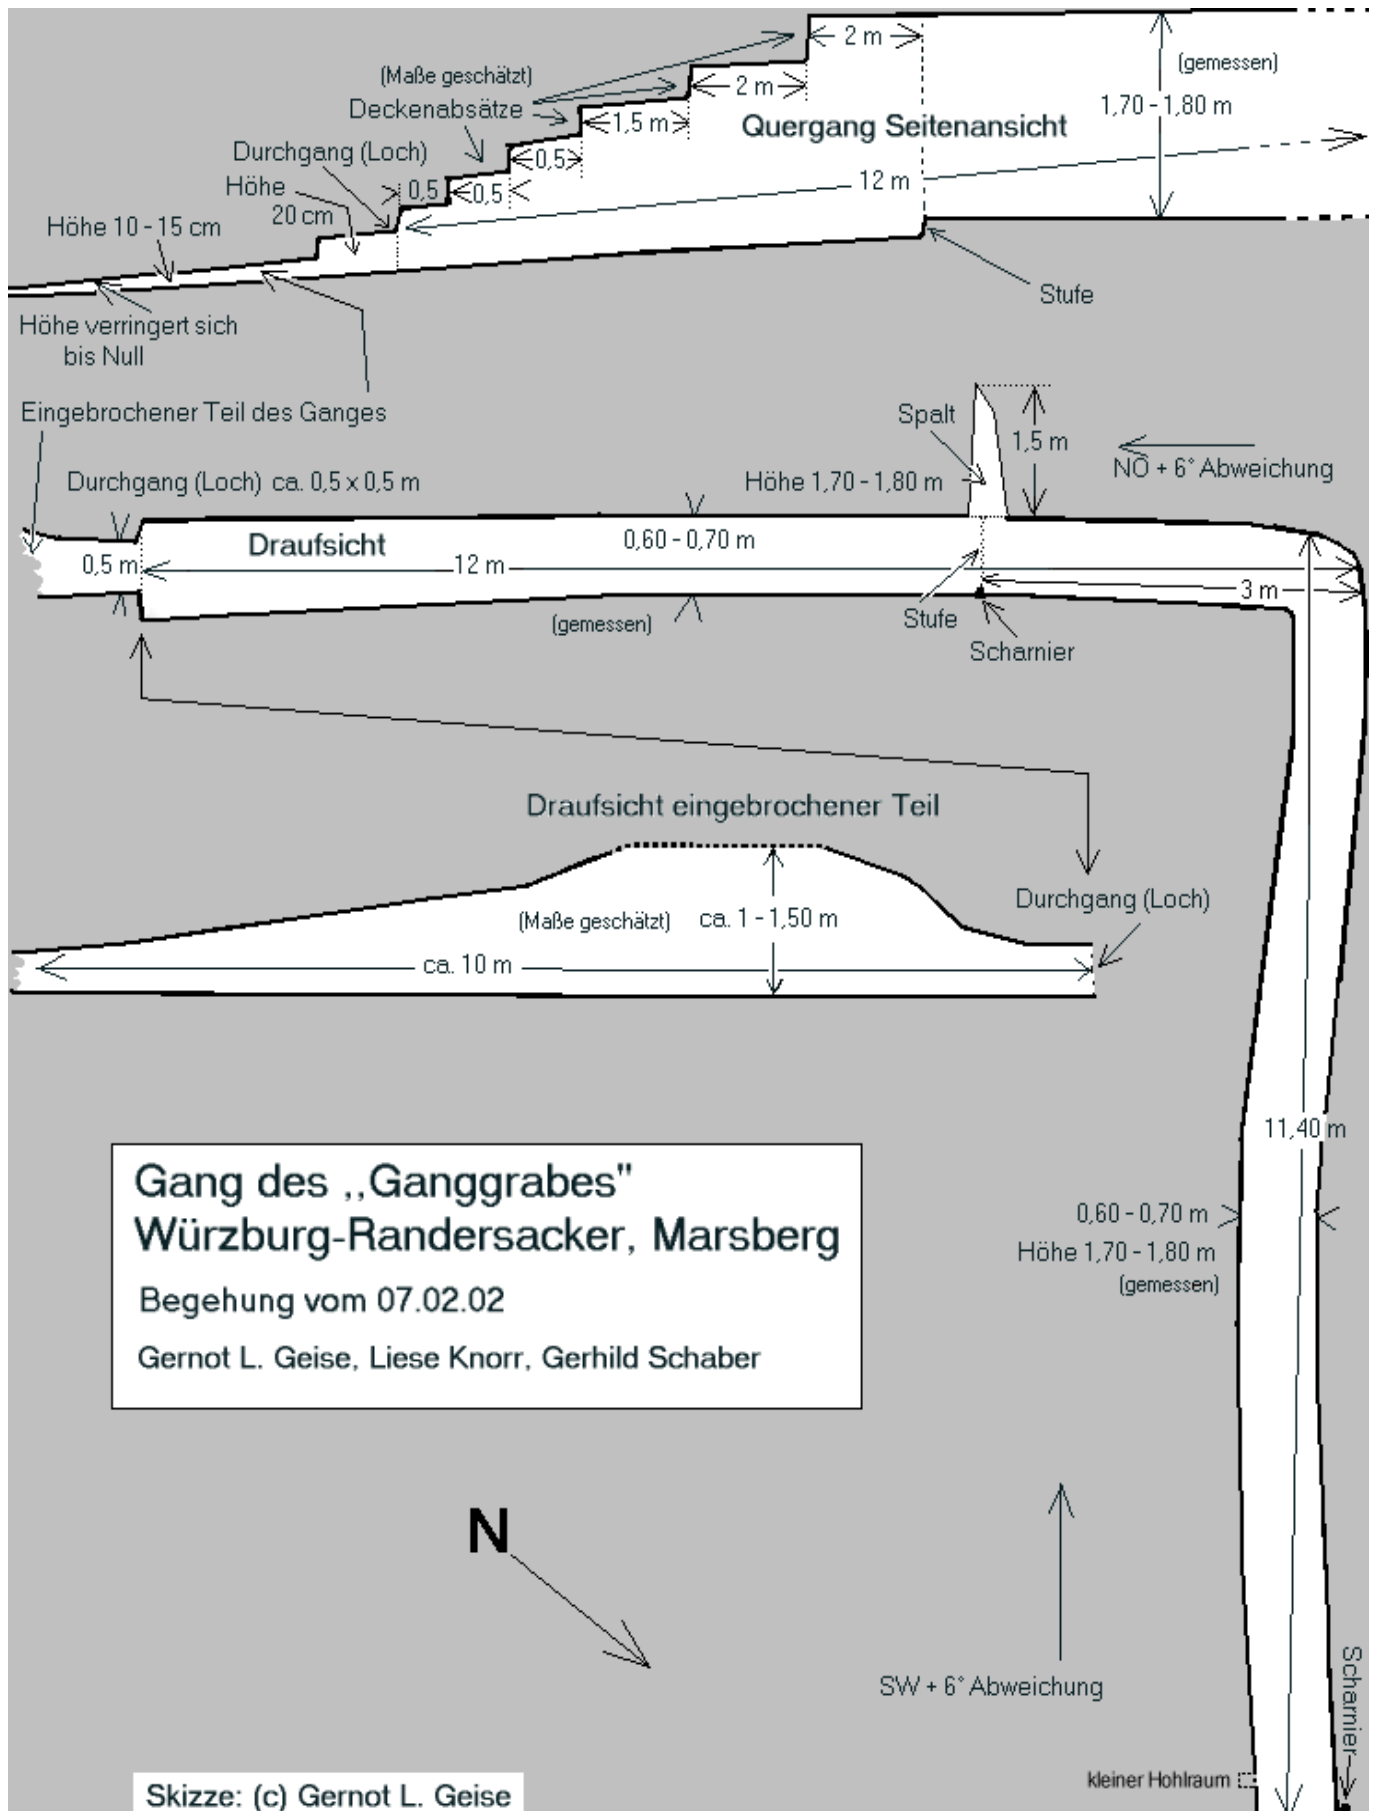 2 m
(gemessen)
(Maße geschätzt)
2 m
Deckenabsätze
1,70 - 1,80 m
1,5 m
Quergang Seitenansicht
Durchgang (Loch)
0,5
12 m
Höhe
0,5
0,5
20 cm
Höhe 10 - 15 cm
Stufe
Höhe verringert sich
bis Null
Eingebrochener Teil des Ganges
Spalt
1,5 m
NO + 6° Abweichung
Durchgang (Loch) ca. 0,5 x 0,5 m
Höhe 1,70 - 1,80 m
Draufsicht
0,60 - 0,70 m
0,5 m
12 m
3 m
(gemessen)
Stufe
Scharnier
Draufsicht eingebrochener Teil
Durchgang (Loch)
(Maße geschätzt) ca. 1 - 1,50 m
ca. 10 m
11,40 m
Gang des ,,Ganggrabes"
Würzburg-Randersacker, Marsberg
Begehung vom 07.02.02
Gernot L. Geise, Liese Knorr, Gerhild Schaber
0,60 - 0,70 m
Höhe 1,70 - 1,80 m
(gemessen)
N
SW + 6° Abweichung
Scharnier
kleiner Hohlraum
Skizze: (c) Gernot L. Geise